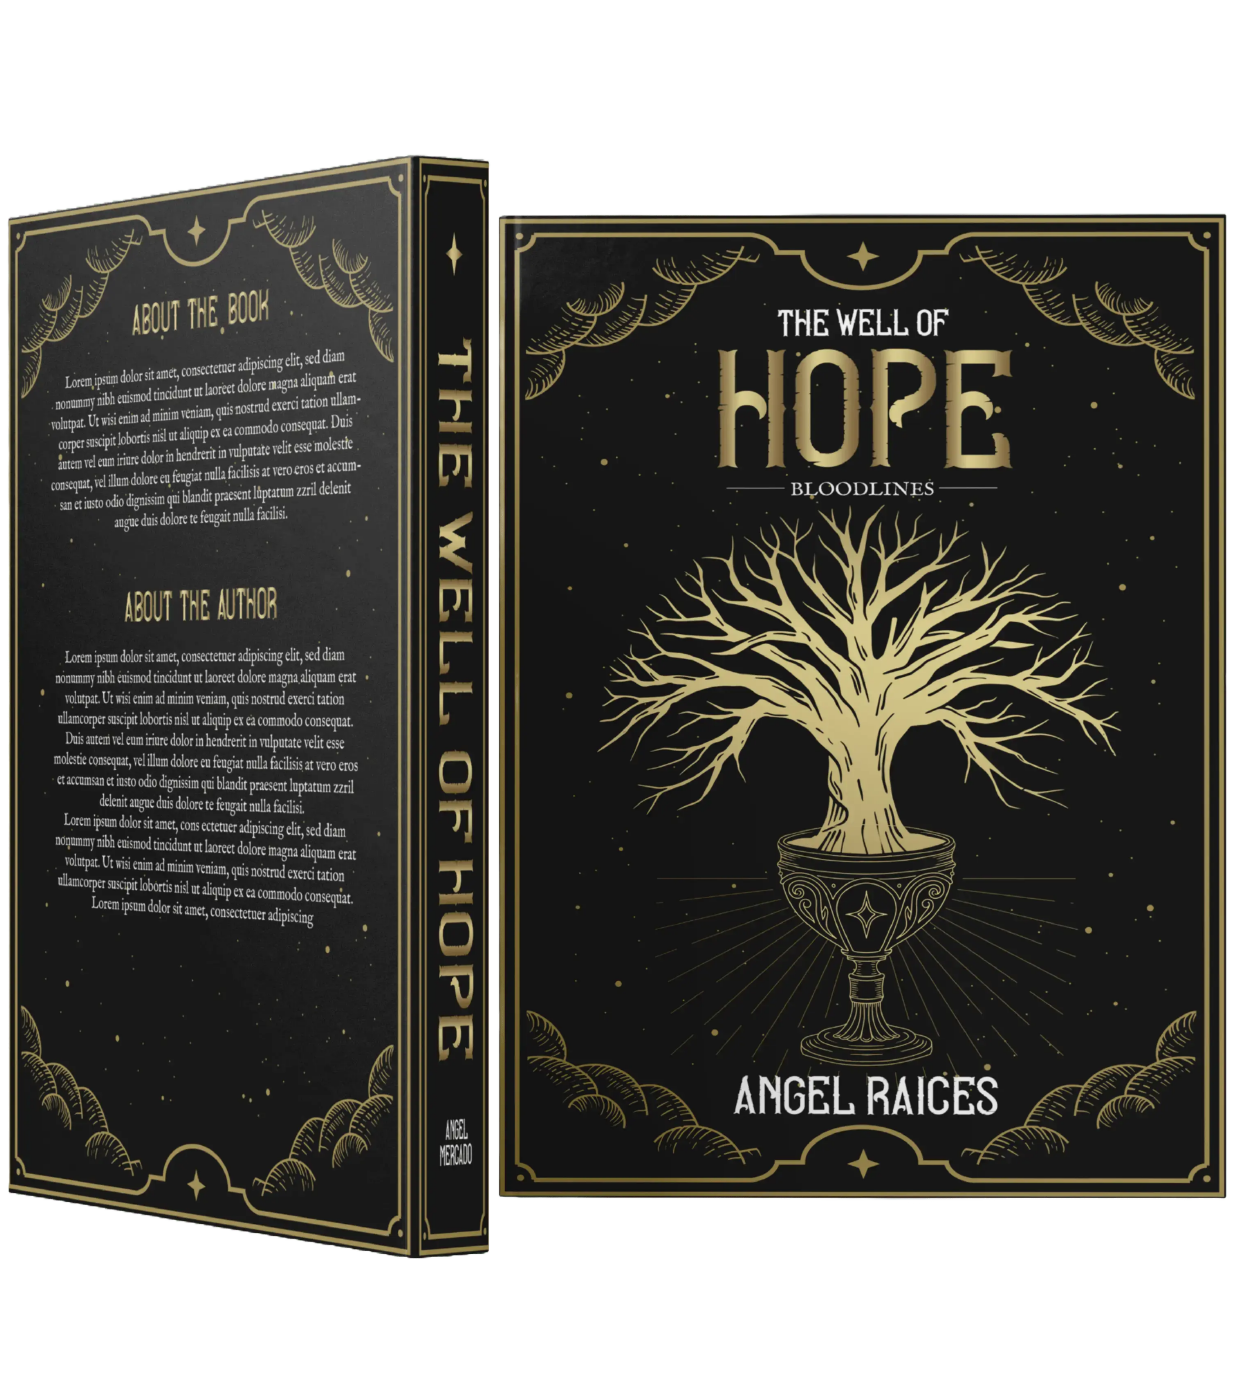 ABOUT THE BOOK
Lorem ipsum dolor sit amet, consectetuer adipiscing elit, sed diam
nonummy nibh euismod tincidunt ut laoreet dolore magna aliquam erat
volutpat. Ut wisi enim ad minim veniam, quis nostrud exerci tation ullam-
corper suscipit lobortis nisl ut aliquip ex ea commodo consequat. Duis
autem vel eum iriure dolor in hendrerit in vulputate velit esse molestie
consequat, vel illum dolore eu feugiat nulla facilisis at vero eros et accum-
san et iusto odio dignissim qui blandit praesent luptatum zzril delenit
augue duis dolore te feugait nulla facilisi.
ABOUT THE AUTHOR
Lorem ipsum dolor sit amet, consectetuer adipiscing elit, sed diam
nonummy nibh euismod tincidunt ut laoreet dolore magna aliquam erat
volutpat. Ut wisi enim ad minim veniam, quis nostrud exerci tation
ullamcorper suscipit lobortis nisl ut aliquip ex ea commodo consequat.
Duis autem vel eum iriure dolor in hendrerit in vulputate velit esse
molestie consequat, vel illum dolore eu feugiat nulla facilisis at vero eros
et accumsan et iusto odio dignissim qui blandit praesent luptatum zzril
delenit augue duis dolore te feugait nulla facilisi.
Lorem ipsum dolor sit amet, cons ectetuer adipiscing elit, sed diam
nonummy nibh euismod tincidunt ut laoreet dolore magna aliquam erat
volutpat. Ut wisi enim ad minim veniam, quis nostrud exerci tation
ullamcorper suscipit lobortis nisl ut aliquip ex ea commodo consequat.
Lorem ipsum dolor sit amet, consectetuer adipiscing
THE WELL OF HOPE
ANGEL
MERCADO
THE WELL OF
HOPE
BLOODLINES
ANGEL RAICES